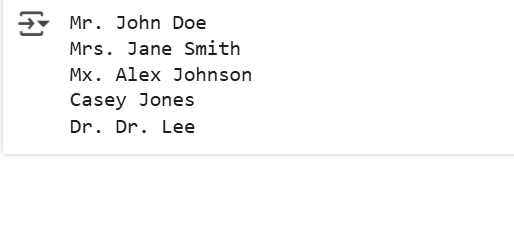 Mr. John Doe
Mrs. Jane Smith
Mx. Alex Johnson
Casey Jones
Dr. Dr. Lee